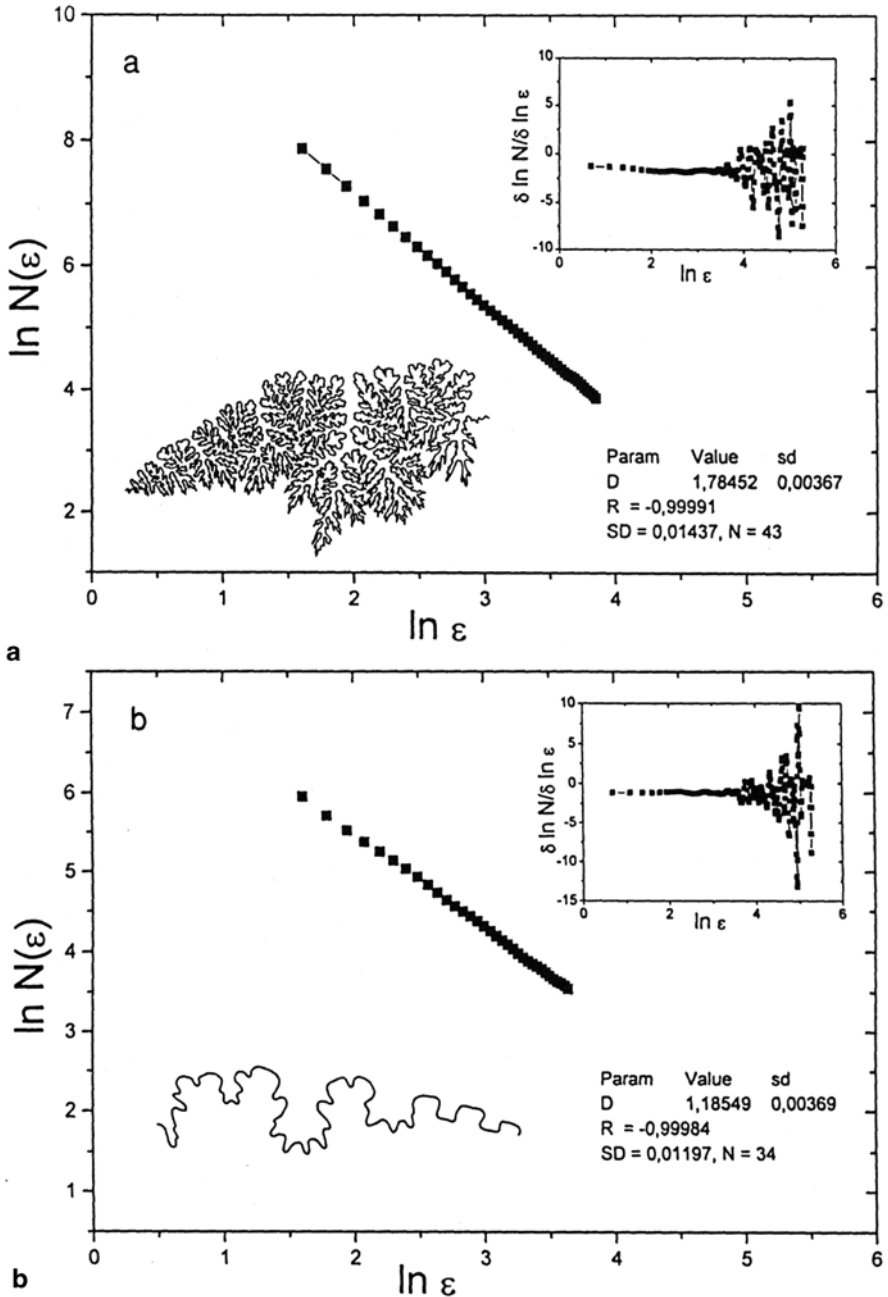 10
8
6
4
2
ln N(ε)
a
10
5
0
-5
-10
δ ln N/δ ln ε
0 2 4 6
ln ε
Param Value sd
D 1,78452 0,00367
R = -0,99991
SD = 0,01437, N = 43
0 1 2 3 4 5 6
ln ε
a
7
6
5
4
3
2
1
ln N(ε)
b
10
5
0
-5
-10
-15
δ ln N/δ ln ε
0 2 4 6
ln ε
Param Value sd
D 1,18549 0,00369
R = -0,99984
SD = 0,01197, N = 34
0 1 2 3 4 5 6
ln ε
b